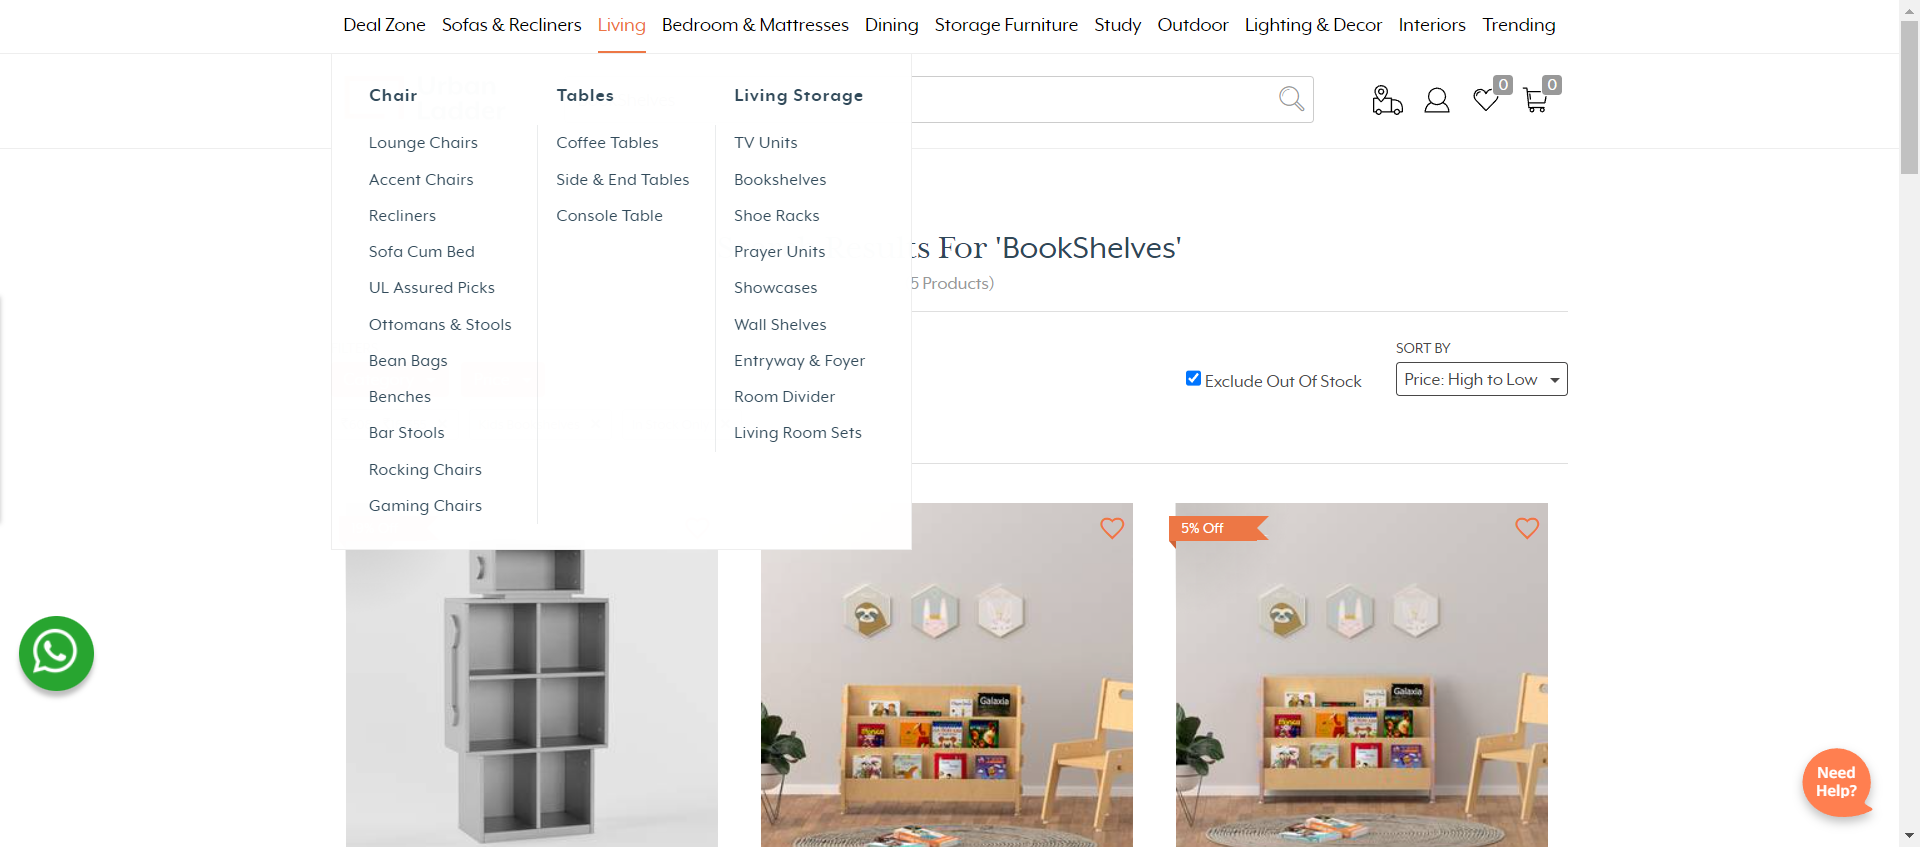 Deal Zone Sofas & Recliners Living Bedroom & Mattresses Dining Storage Furniture Study Outdoor Lighting & Decor Interiors Trending
0 0
Chair
Lounge Chairs
Accent Chairs
Recliners
Sofa Cum Bed
UL Assured Picks
Ottomans & Stools
Bean Bags
Benches
Bar Stools
Rocking Chairs
Gaming Chairs
Tables
Coffee Tables
Side & End Tables
Console Table
Living Storage
TV Units
Bookshelves
Shoe Racks
Prayer Units
Showcases
Wall Shelves
Entryway & Foyer
Room Divider
Living Room Sets
For 'BookShelves'
5 Products)
Exclude Out Of Stock
SORT BY
Price: High to Low
5% Off
Galaxia
Galaxia
Need
Help?